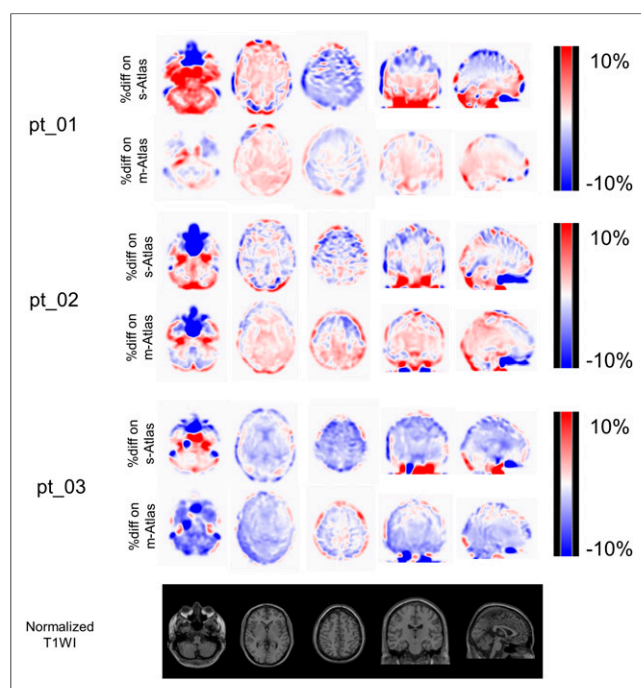 %diff on
s-Atlas
pt_01
%diff on
m-Atlas
10%
-10%
%diff on
s-Atlas
pt_02
%diff on
m-Atlas
10%
-10%
%diff on
s-Atlas
pt_03
%diff on
m-Atlas
10%
-10%
Normalized
T1WI